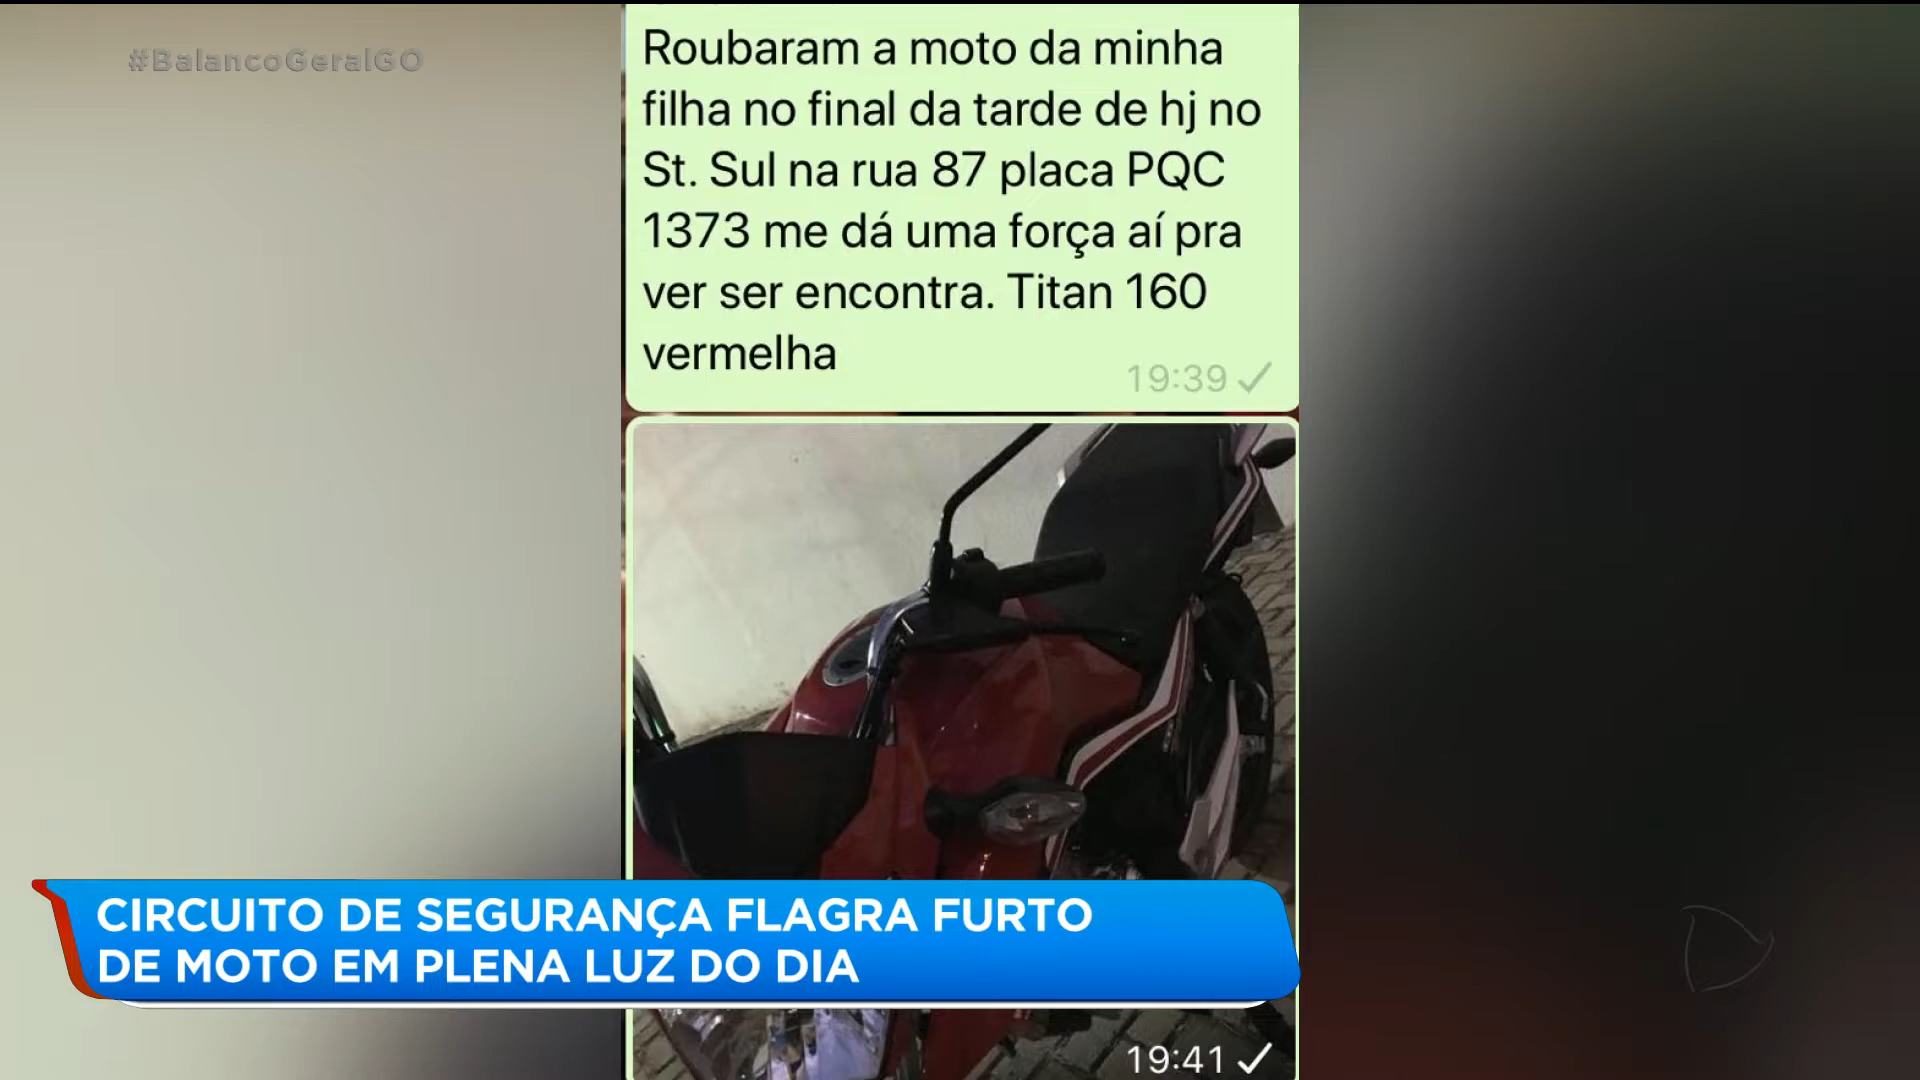 #BalancoGeralGO
Roubaram a moto da minha
filha no final da tarde de hj no
St. Sul na rua 87 placa PQC
1373 me dá uma força aí pra
ver ser encontra. Titan 160
vermelha
19:39
CIRCUITO DE SEGURANÇA FLAGRA FURTO
DE MOTO EM PLENA LUZ DO DIA
19:41